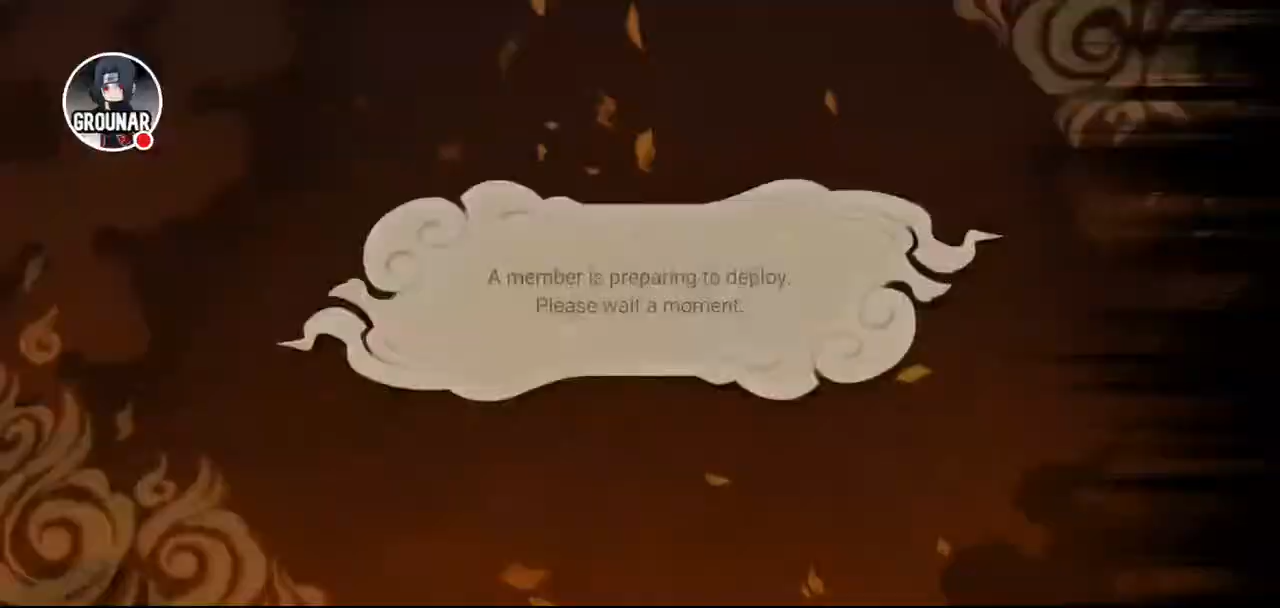 GROUNAR
A member is preparing to deploy.
Please wait a moment.